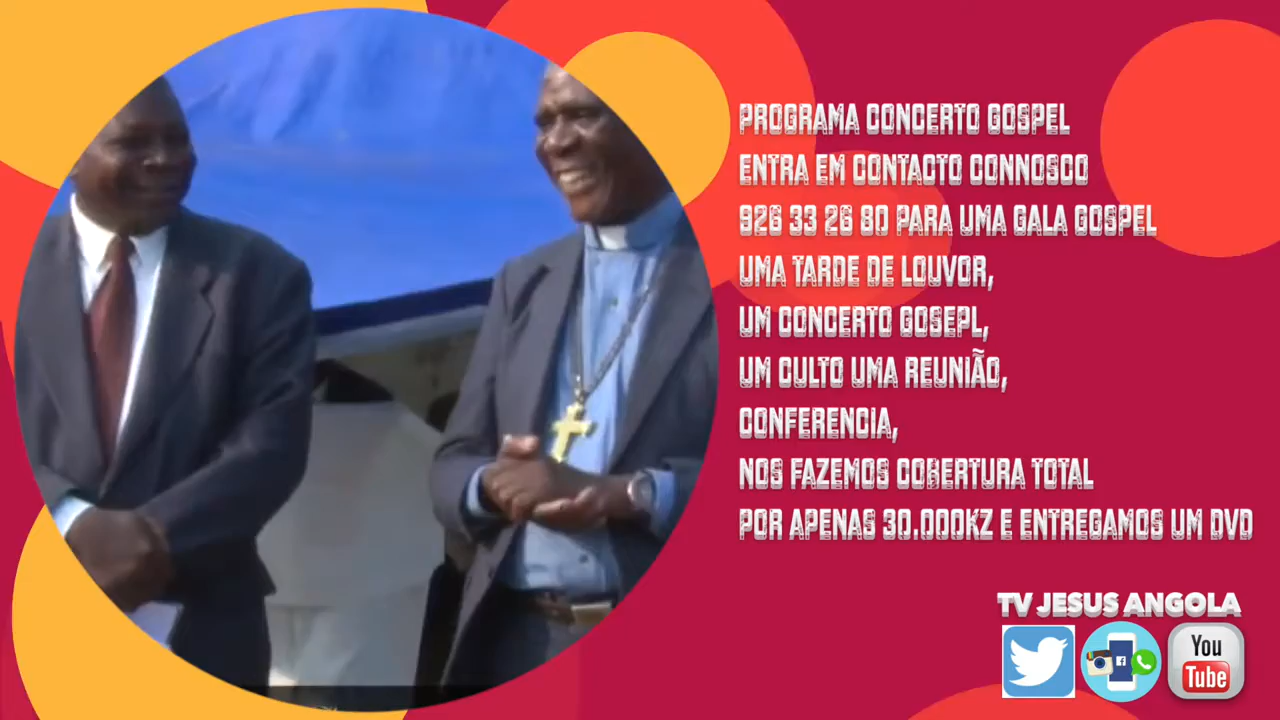 PROGRAMA CONCERTO GOSPEL
ENTRA EM CONTACTO CONNOSCO
926 33 26 80 PARA UMA GALA GOSPEL
UMA TARDE DE LOUVOR,
UM CONCERTO GOSEPL,
UM CULTO UMA REUNIÃO,
CONFERENCIA,
NOS FAZEMOS COBERTURA TOTAL
POR APENAS 30.000KZ E ENTREGAMOS UM DVD
TV JESUS ANGOLA
You
Tube